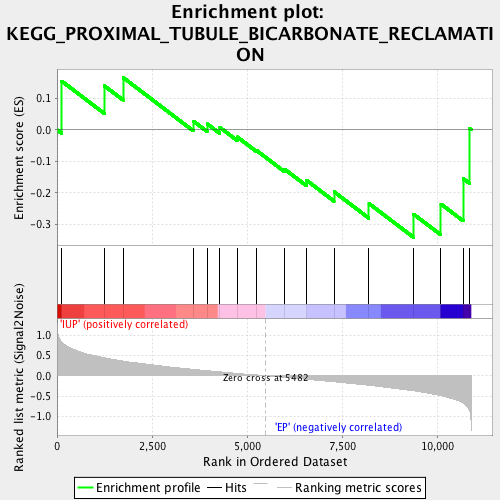 Enrichment plot:
KEGG_PROXIMAL_TUBULE_BICARBONATE_RECLAMATI
ON
Enrichment score (ES)
0.1
0.0
-0.1
-0.2
-0.3
'IUP' (positively correlated)
Ranked list metric (Signal2Noise)
1.0
0.5
0.0
-0.5
-1.0
Zero cross at 5482
'EP' (negatively correlated)
0
2,500
5,000
7,500
10,000
Rank in Ordered Dataset
Enrichment profile
Hits
Ranking metric scores